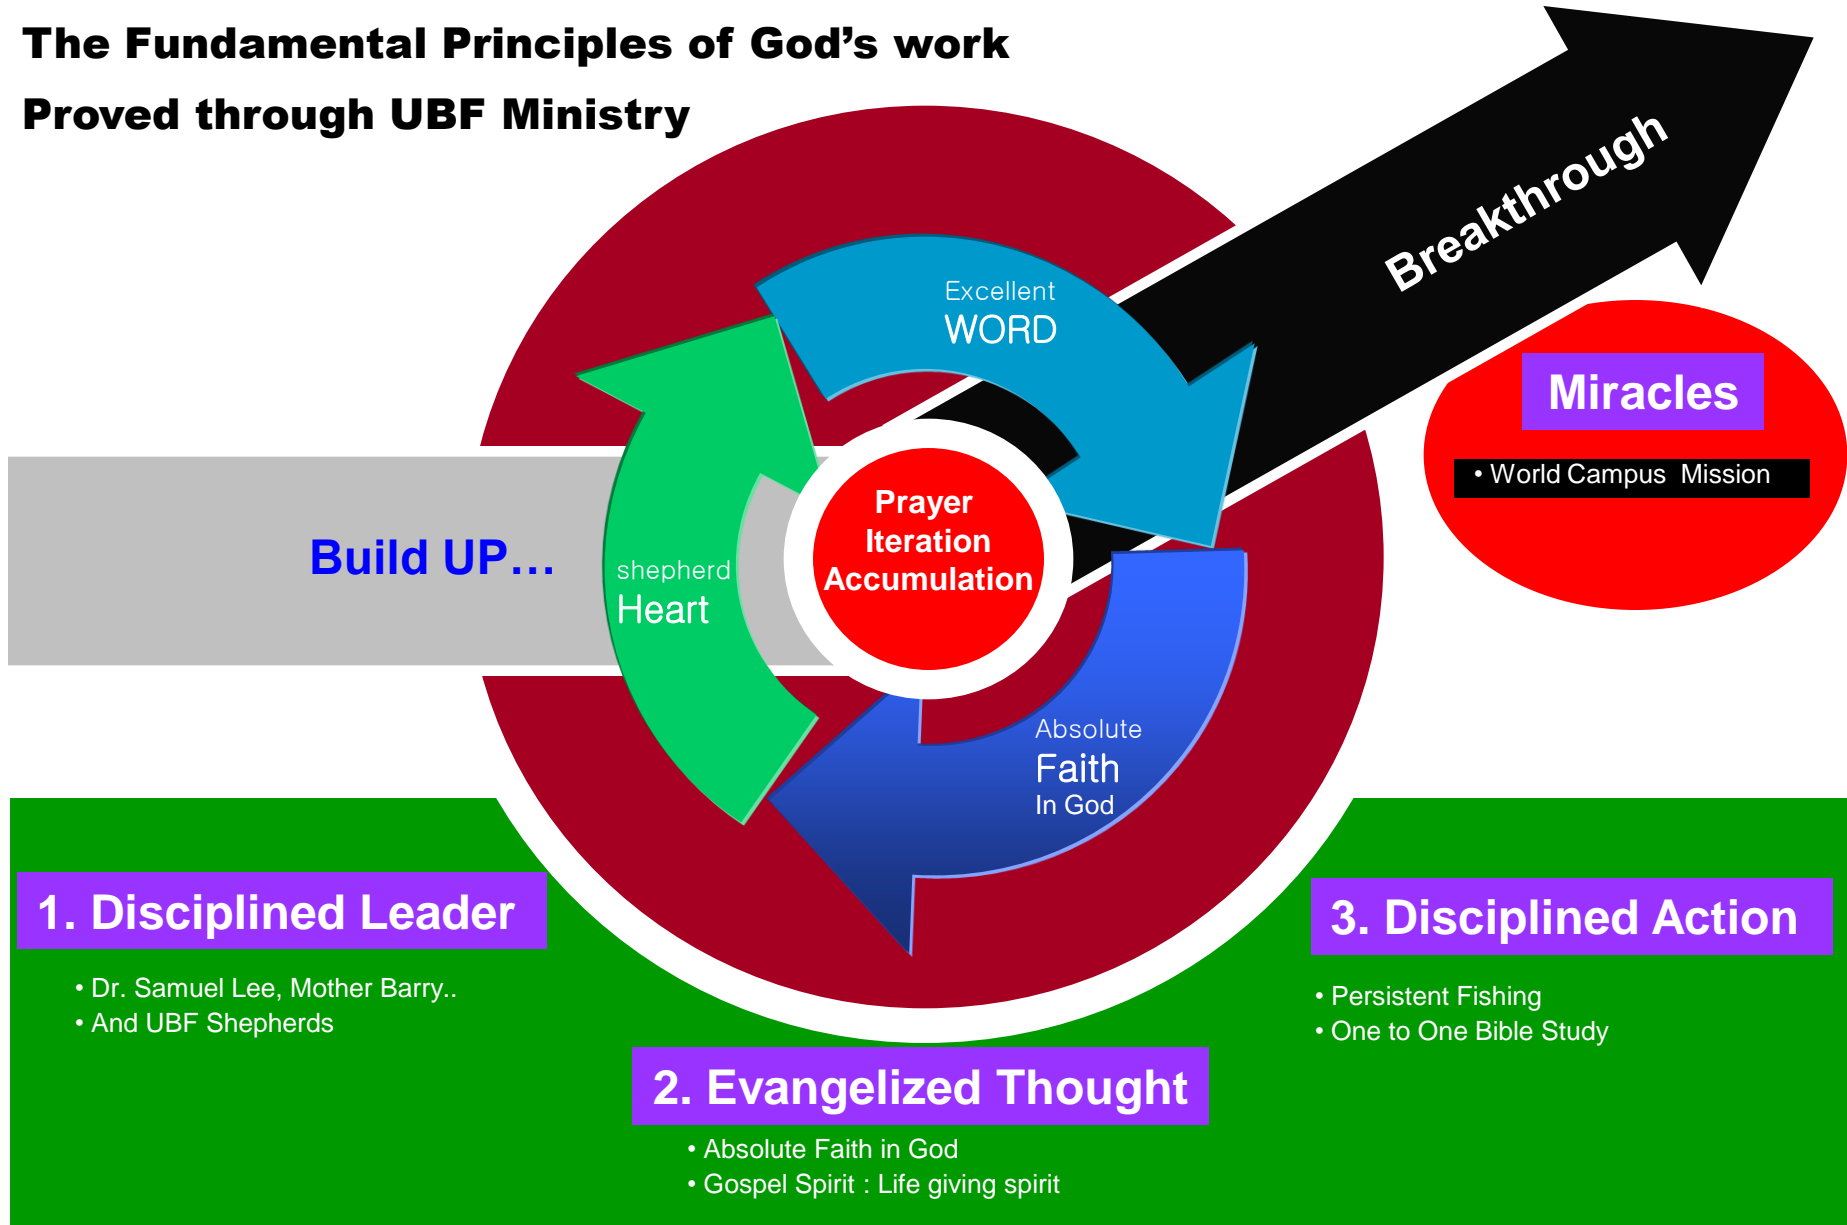 The Fundamental Principles of God’s work
Proved through UBF Ministry
Breakthrough
Excellent
WORD
Miracles
• World Campus  Mission
Prayer
Iteration
Accumulation
Build UP…
shepherd
Heart
Absolute
Faith
In God
1. Disciplined Leader
• Dr. Samuel Lee, Mother Barry..
• And UBF Shepherds
2. Evangelized Thought
• Absolute Faith in God
• Gospel Spirit : Life giving spirit
3. Disciplined Action
• Persistent Fishing
• One to One Bible Study